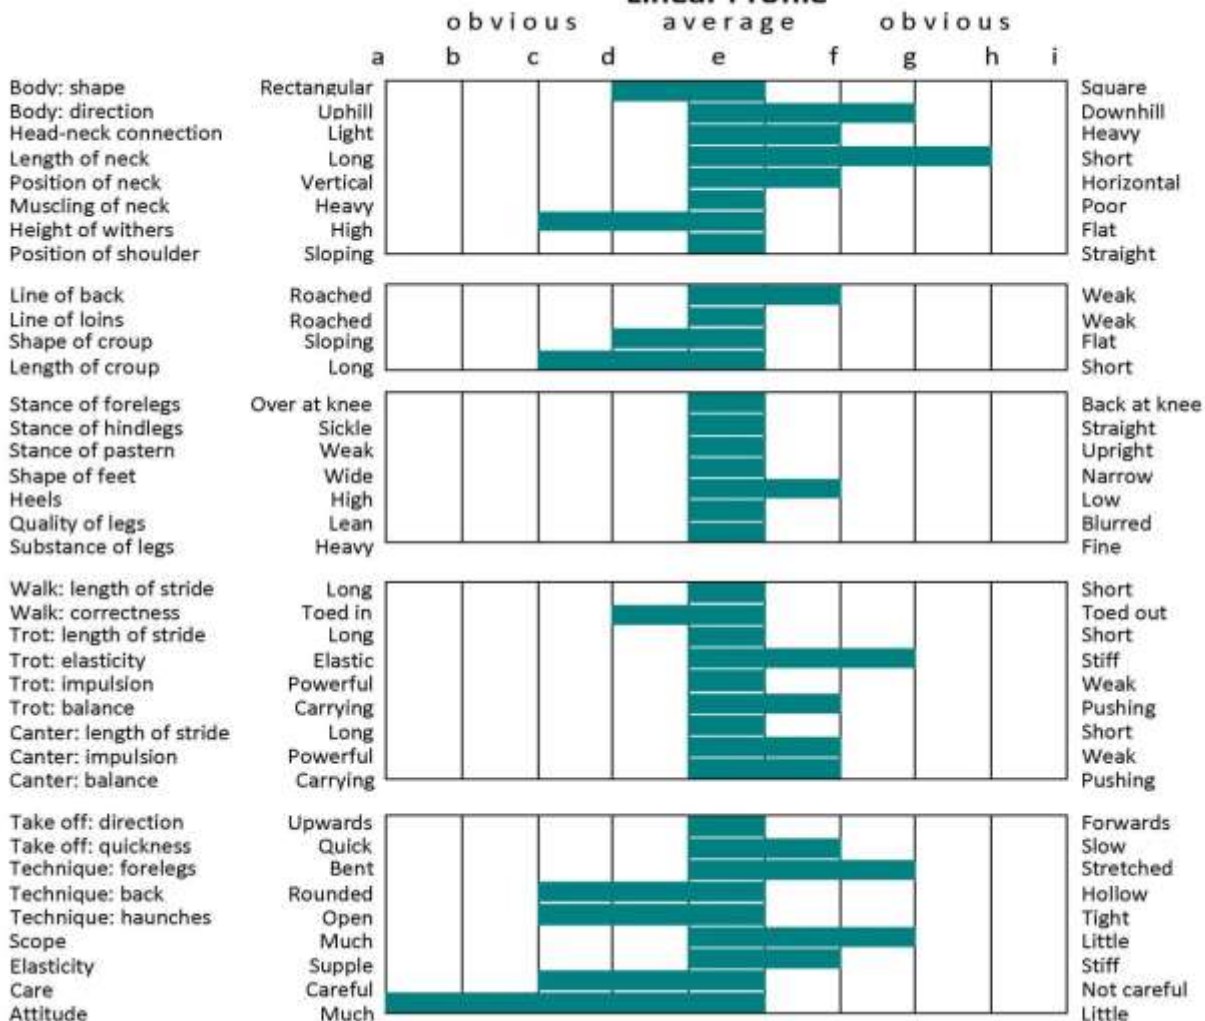 Linear Profile
obvious average obvious
a b c d e f g h i
Body: shape Rectangular Square
Body: direction Uphill Downhill
Head-neck connection Light Heavy
Length of neck Long Short
Position of neck Vertical Horizontal
Muscling of neck Heavy Poor
Height of withers High Flat
Position of shoulder Sloping Straight
Line of back Roached Weak
Line of loins Roached Weak
Shape of croup Sloping Flat
Length of croup Long Short
Stance of forelegs Over at knee Back at knee
Stance of hindlegs Sickle Straight
Stance of pastern Weak Upright
Shape of feet Wide Narrow
Heels High Low
Quality of legs Lean Blurred
Substance of legs Heavy Fine
Walk: length of stride Long Short
Walk: correctness Toed in Toed out
Trot: length of stride Long Short
Trot: elasticity Elastic Stiff
Trot: impulsion Powerful Weak
Trot: balance Carrying Pushing
Canter: length of stride Long Short
Canter: impulsion Powerful Weak
Canter: balance Carrying Pushing
Take off: direction Upwards Forwards
Take off: quickness Quick Slow
Technique: forelegs Bent Stretched
Technique: back Rounded Hollow
Technique: haunches Open Tight
Scope Much Little
Elasticity Supple Stiff
Care Careful Not careful
Attitude Much Little